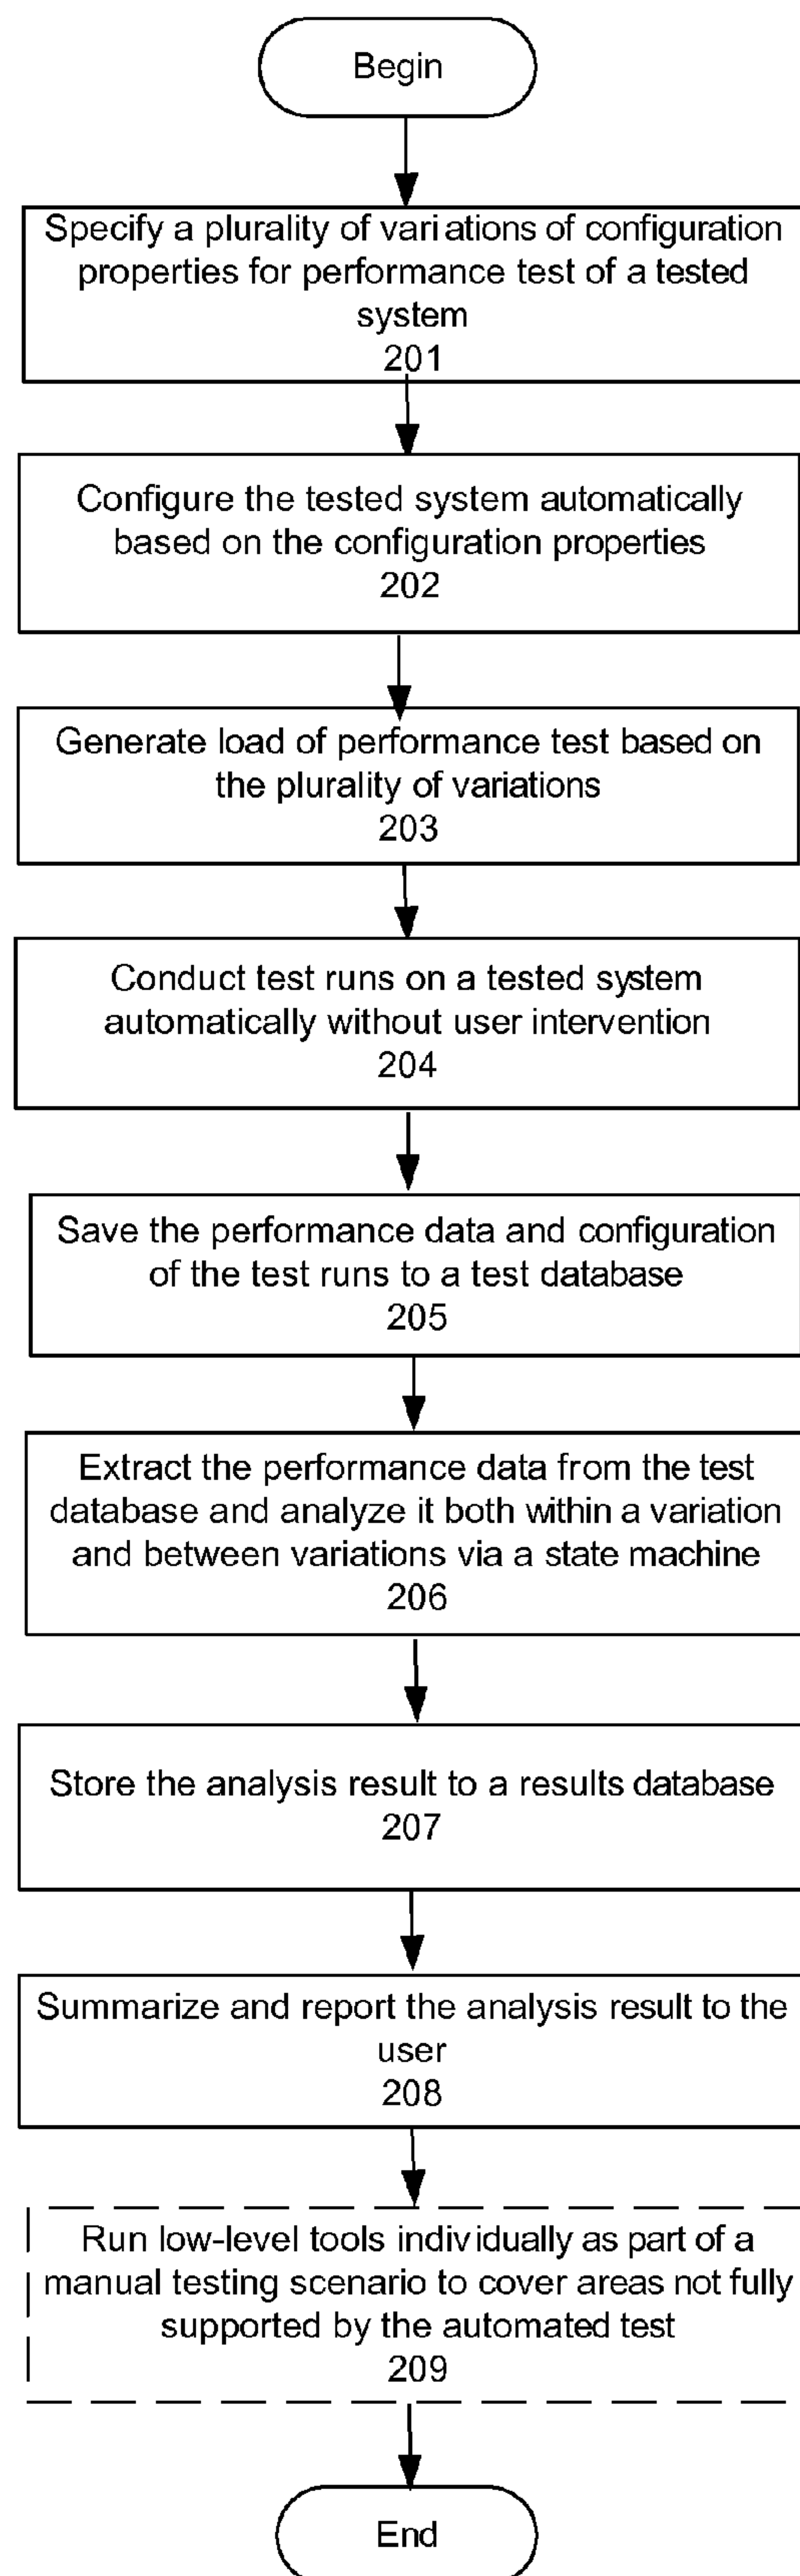 Begin
Specify a plurality of variations of configuration
properties for performance test of a tested
system
201
Configure the tested system automatically
based on the configuration properties
202
Generate load of performance test based on
the plurality of variations
203
Conduct test runs on a tested system
automatically without user intervention
204
Save the performance data and configuration
of the test runs to a test database
205
Extract the performance data from the test
database and analyze it both within a variation
and between variations via a state machine
206
Store the analysis result to a results database
207
Summarize and report the analysis result to the
user
208
Run low-level tools individually as part of a
manual testing scenario to cover areas not fully
supported by the automated test
209
End